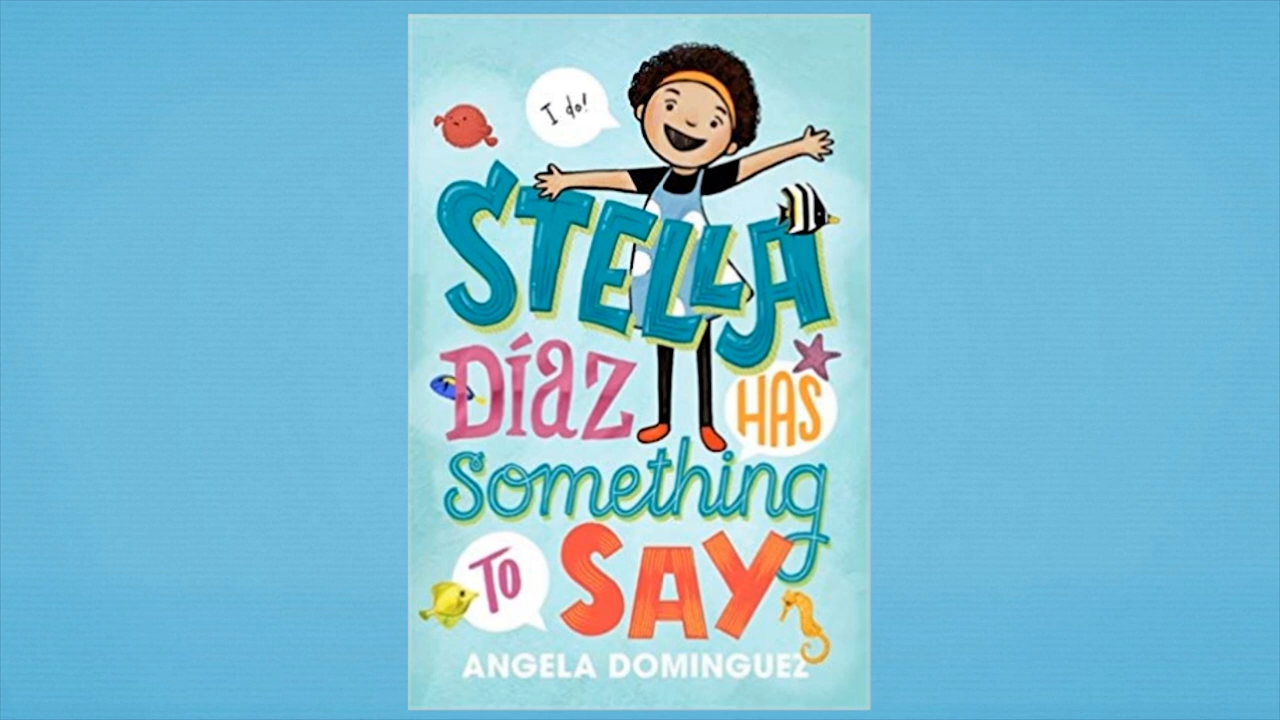 I do!
STELLA
Díaz HAS
Something
TO SAY
ANGELA DOMINGUEZ